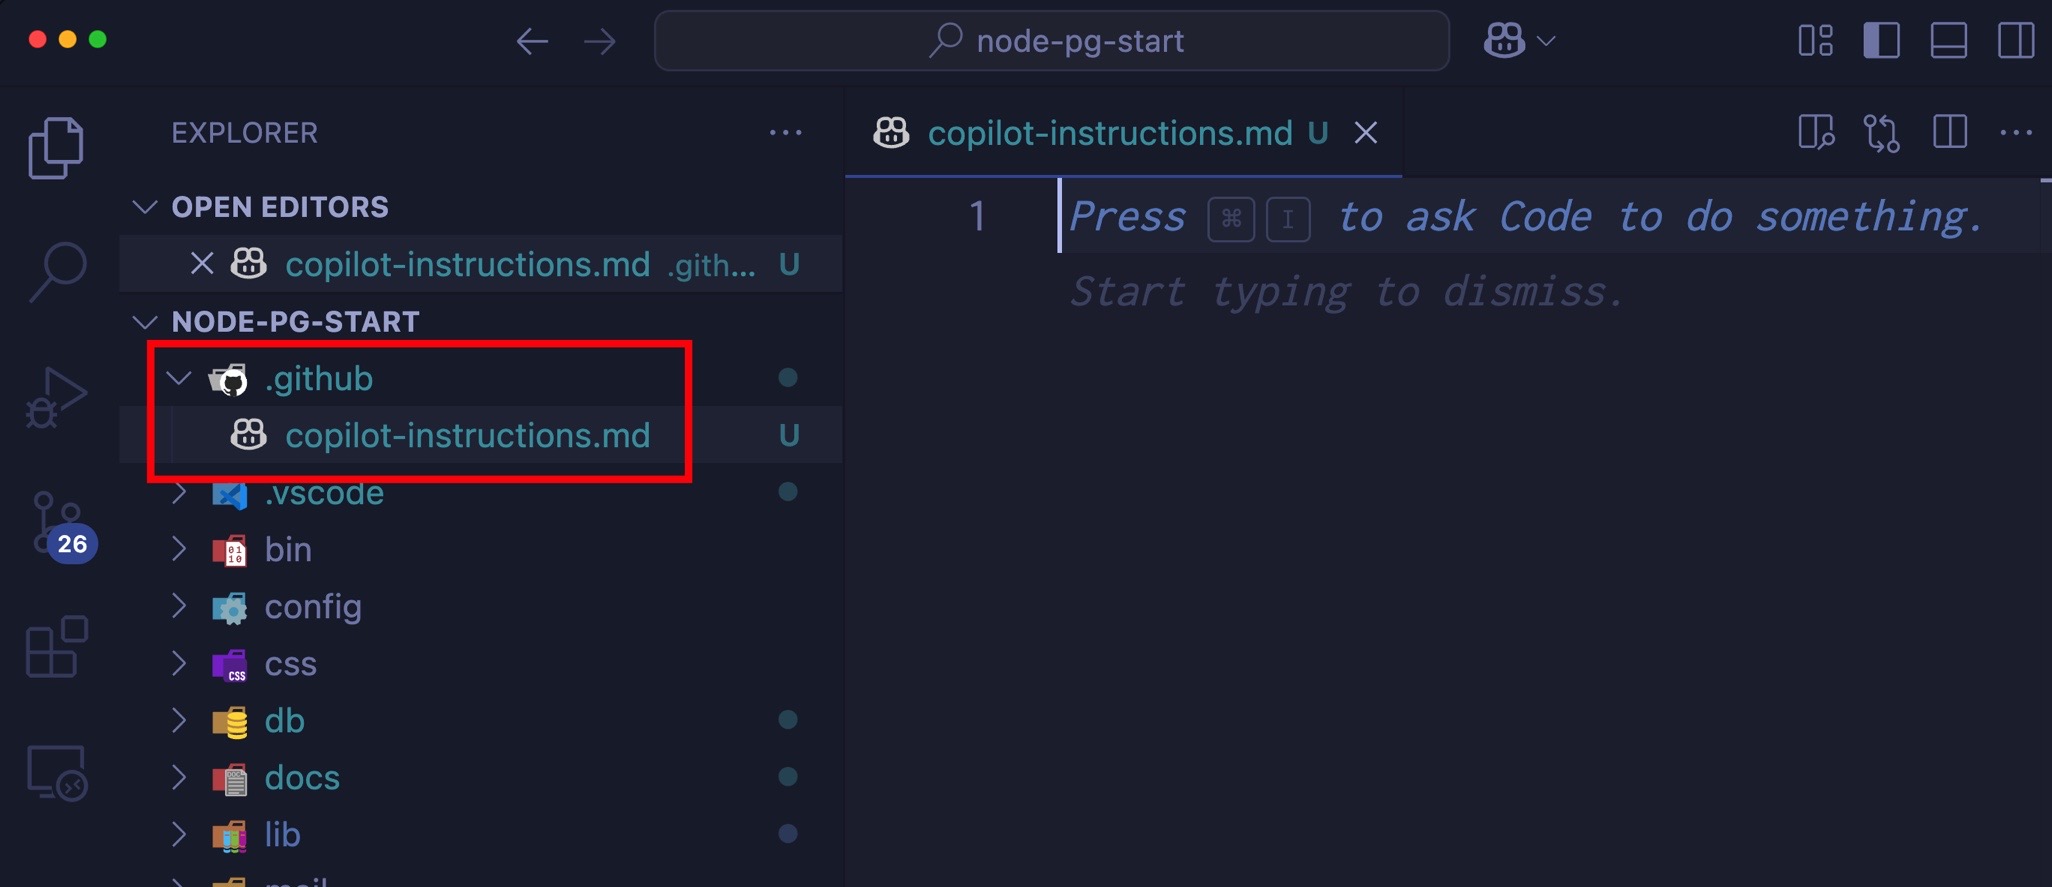 node-pg-start
EXPLORER
OPEN EDITORS
copilot-instructions.md .gith... U
NODE-PG-START
.github
copilot-instructions.md U
.vscode
bin
config
css
db
docs
lib
26
copilot-instructions.md U
1 Press ⌘ I to ask Code to do something.
Start typing to dismiss.